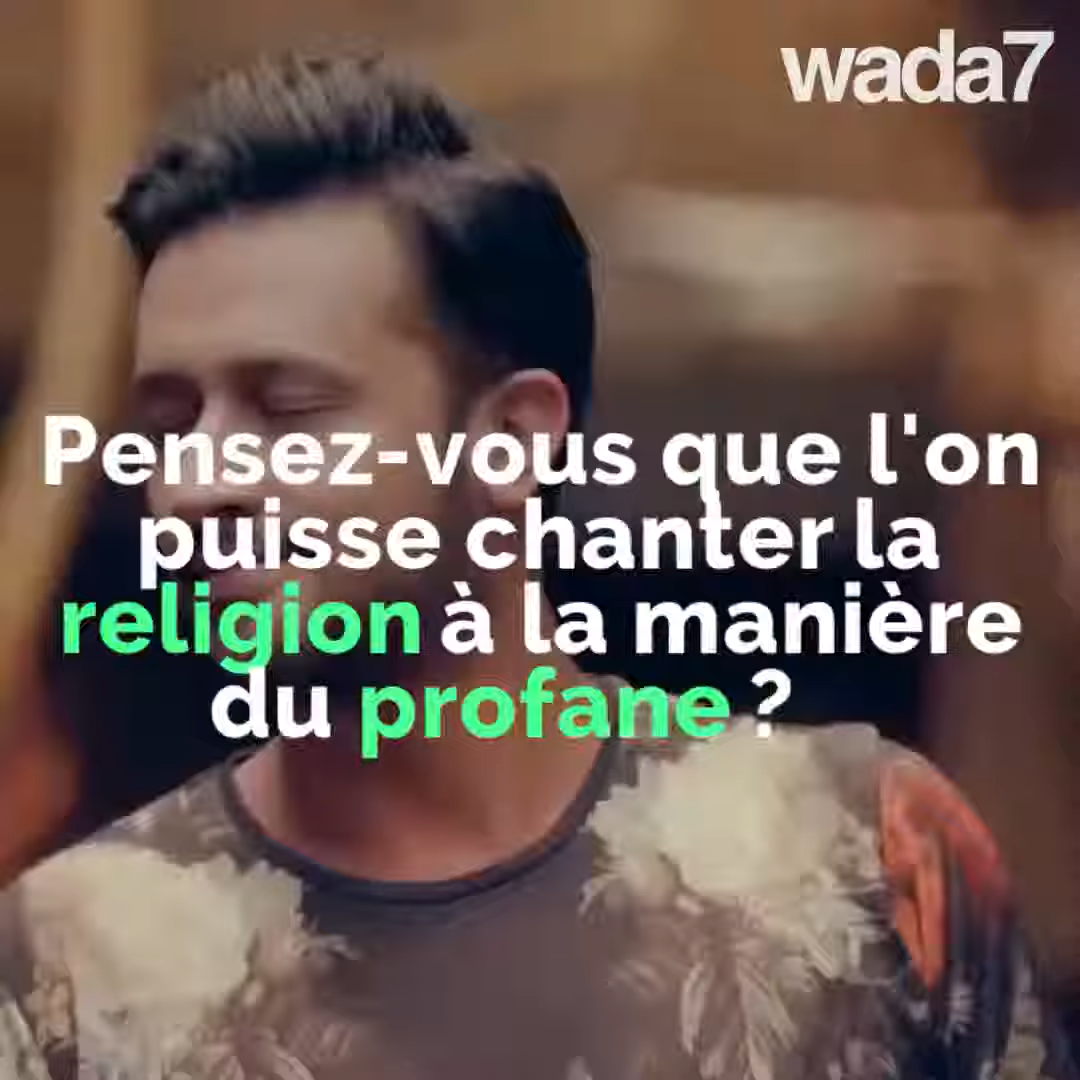 wada7
Pensez-vous que l'on
puisse chanter la
religion à la manière
du profane ?